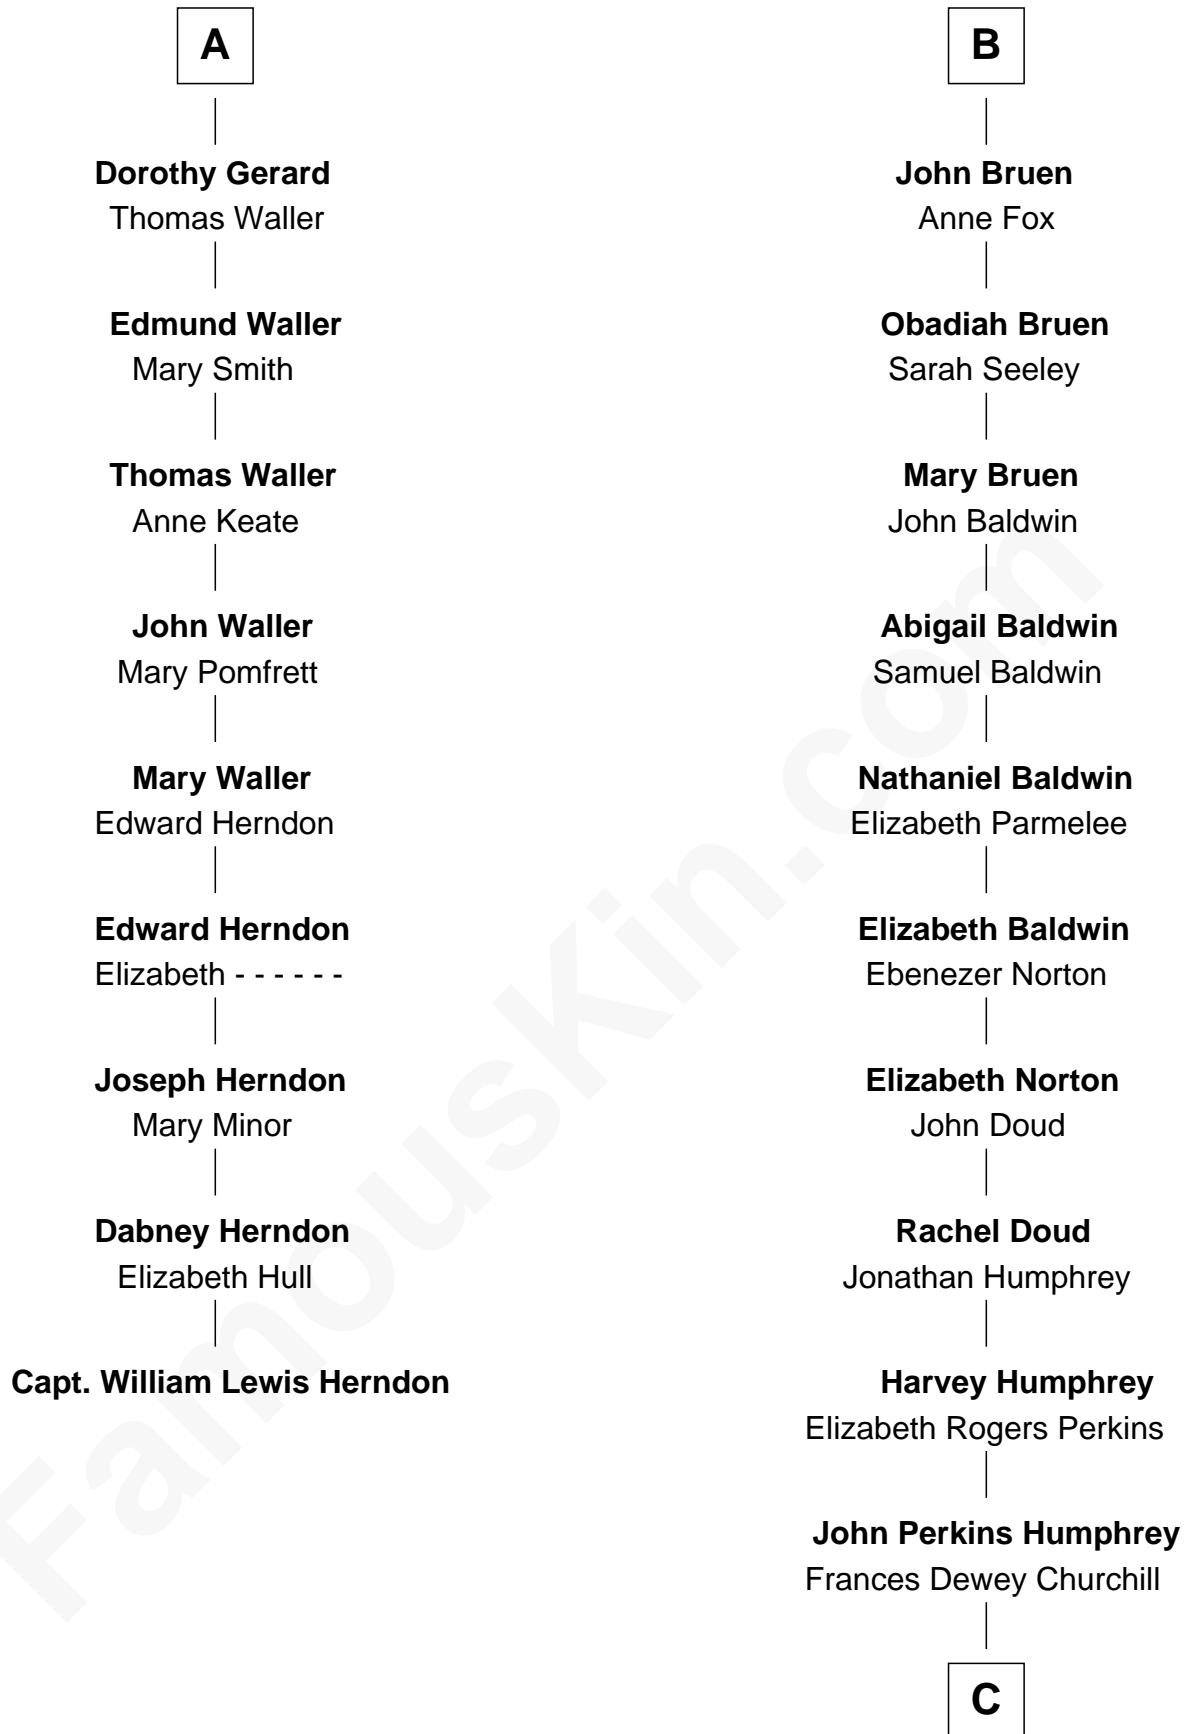 A
Dorothy Gerard
Thomas Waller
Edmund Waller
Mary Smith
Thomas Waller
Anne Keate
John Waller
Mary Pomfrett
Mary Waller
Edward Herndon
Edward Herndon
Elizabeth - - - - - -
Joseph Herndon
Mary Minor
Dabney Herndon
Elizabeth Hull
Capt. William Lewis Herndon
B
John Bruen
Anne Fox
Obadiah Bruen
Sarah Seeley
Mary Bruen
John Baldwin
Abigail Baldwin
Samuel Baldwin
Nathaniel Baldwin
Elizabeth Parmelee
Elizabeth Baldwin
Ebenezer Norton
Elizabeth Norton
John Doud
Rachel Doud
Jonathan Humphrey
Harvey Humphrey
Elizabeth Rogers Perkins
John Perkins Humphrey
Frances Dewey Churchill
C
FamousKin.com